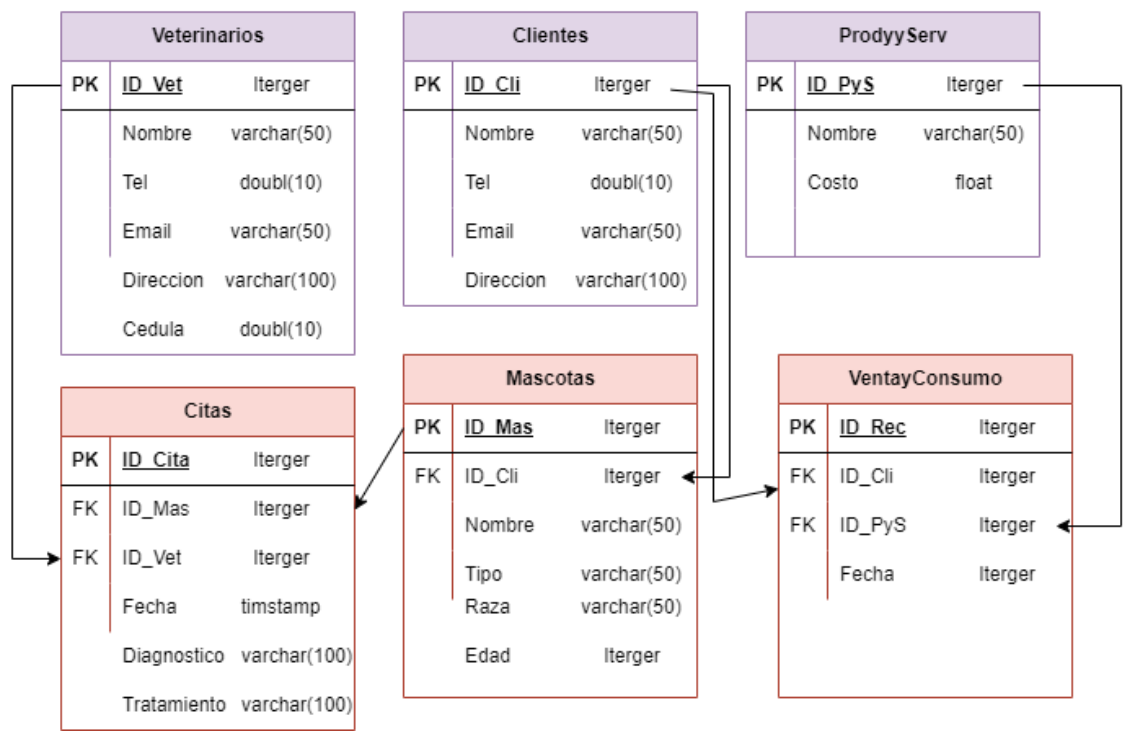 Veterinarios
PK ID_Vet Iterger
Nombre varchar(50)
Tel doubl(10)
Email varchar(50)
Direccion varchar(100)
Cedula doubl(10)
Clientes
PK ID_Cli Iterger
Nombre varchar(50)
Tel doubl(10)
Email varchar(50)
Direccion varchar(100)
ProdyyServ
PK ID_PyS Iterger
Nombre varchar(50)
Costo float
Citas
PK ID_Cita Iterger
FK ID_Mas Iterger
FK ID_Vet Iterger
Fecha timstamp
Diagnostico varchar(100)
Tratamiento varchar(100)
Mascotas
PK ID_Mas Iterger
FK ID_Cli Iterger
Nombre varchar(50)
Tipo varchar(50)
Raza varchar(50)
Edad Iterger
VentayConsumo
PK ID_Rec Iterger
FK ID_Cli Iterger
FK ID_PyS Iterger
Fecha Iterger